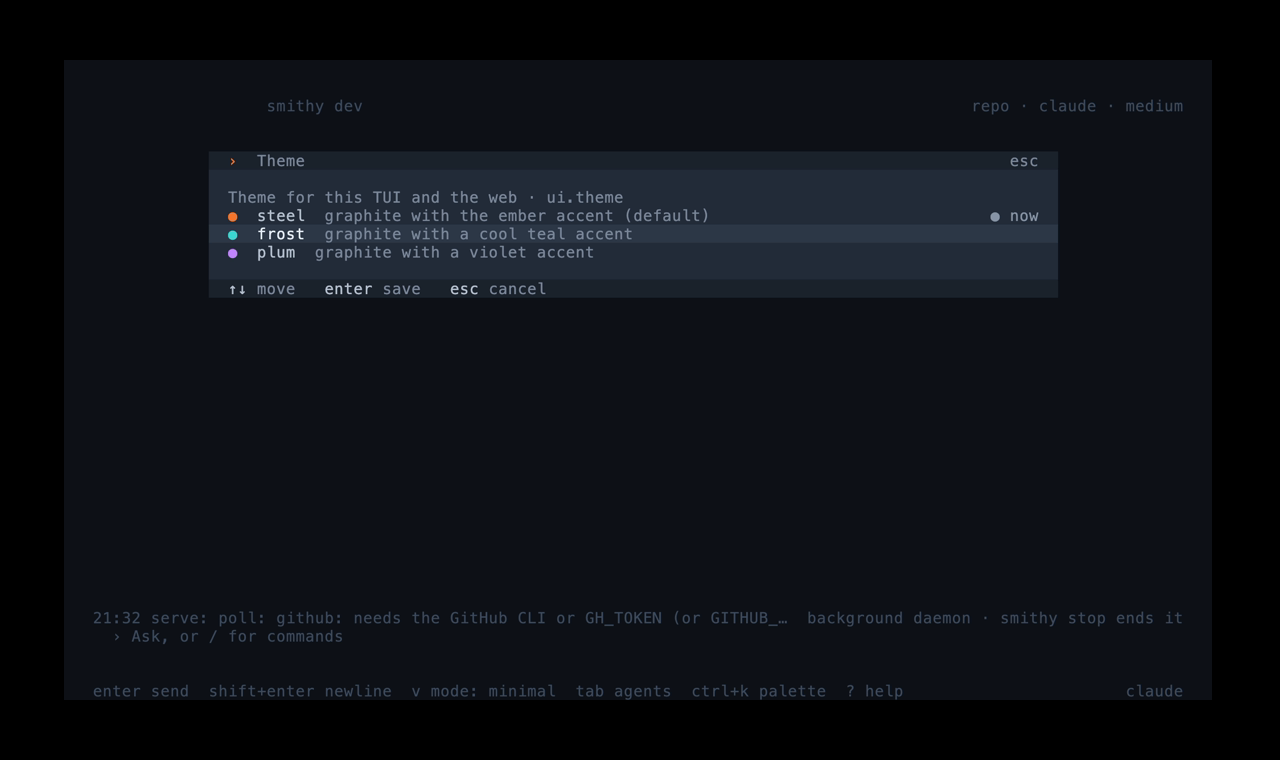 smithy dev repo · claude · medium
› Theme esc
Theme for this TUI and the web · ui.theme
● steel graphite with the ember accent (default) ● now
● frost graphite with a cool teal accent
● plum graphite with a violet accent
↑↓ move enter save esc cancel
21:32 serve: poll: github: needs the GitHub CLI or GH_TOKEN (or GITHUB_… background daemon · smithy stop ends it
› Ask, or / for commands
enter send shift+enter newline v mode: minimal tab agents ctrl+k palette ? help claude